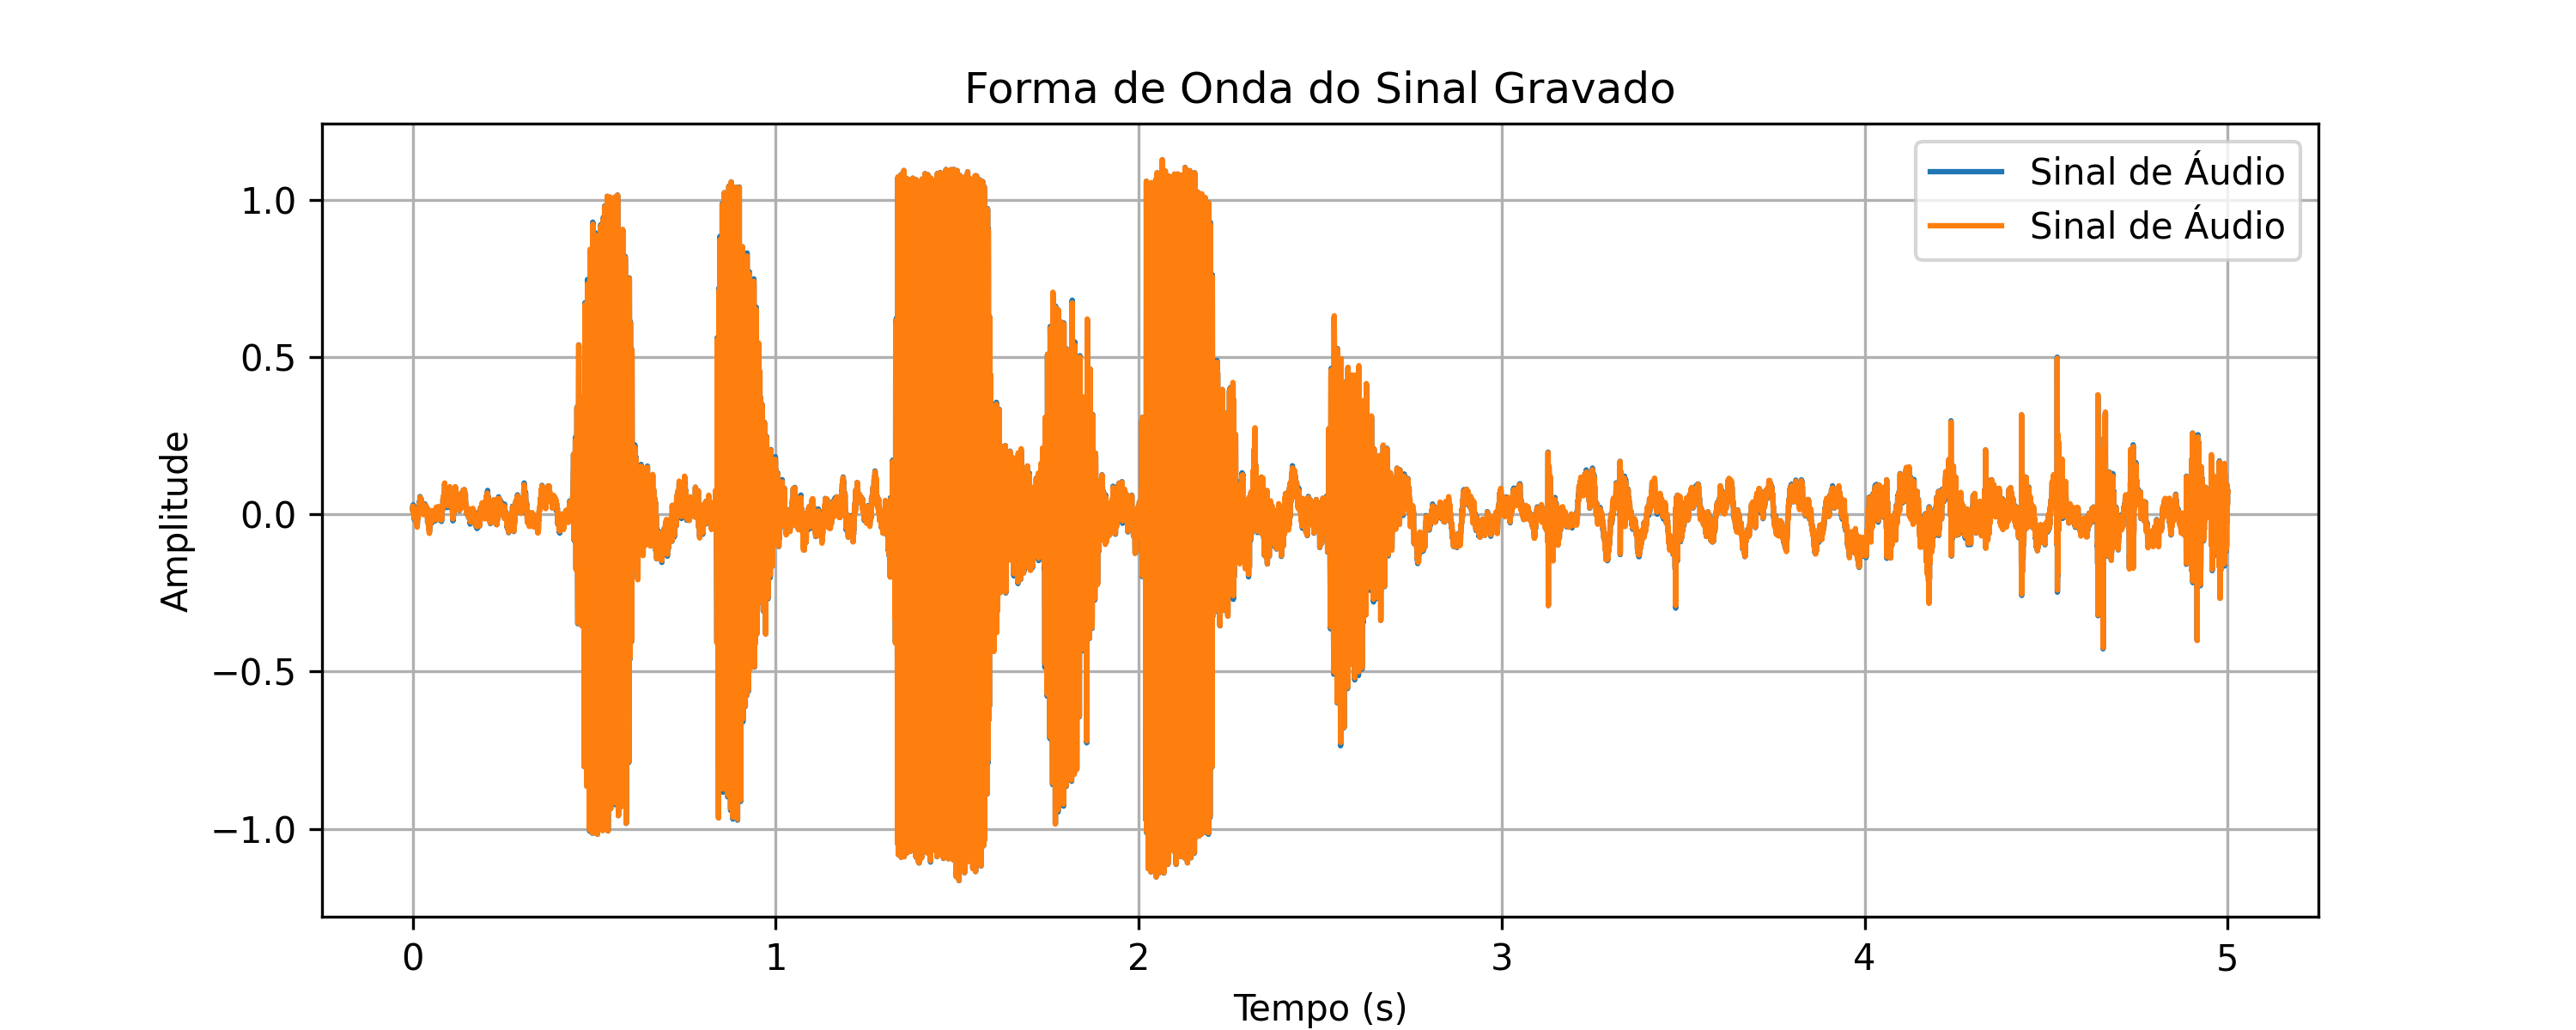 Forma de Onda do Sinal Gravado
Sinal de Áudio
Sinal de Áudio
Amplitude
1.0
0.5
0.0
−0.5
−1.0
0 1 2 3 4 5
Tempo (s)